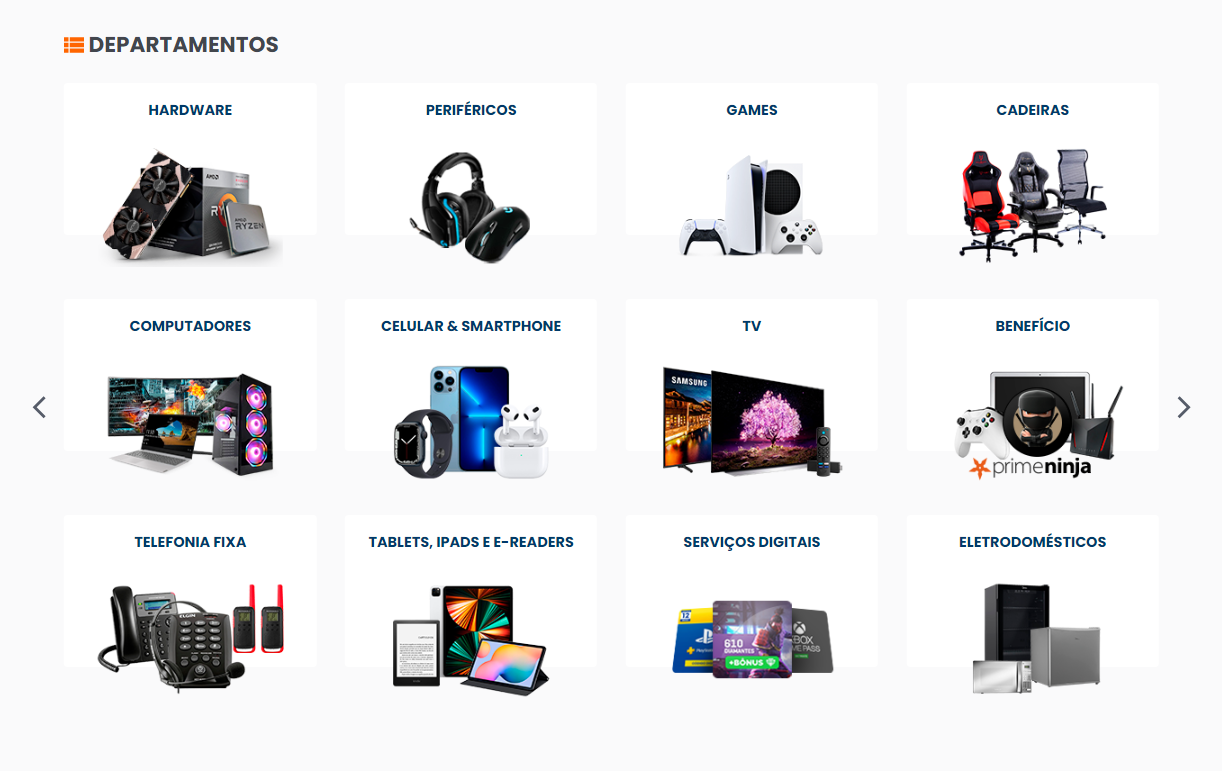 DEPARTAMENTOS
HARDWARE
PERIFÉRICOS
GAMES
CADEIRAS
AMD
RYZEN
COMPUTADORES
CELULAR & SMARTPHONE
TV
BENEFÍCIO
SAMSUNG
primeninja
TELEFONIA FIXA
TABLETS, IPADS E E-READERS
SERVIÇOS DIGITAIS
ELETRODOMÉSTICOS
ELGIN
12
610
DIAMANTES
+BÔNUS
XBOX
GAME PASS